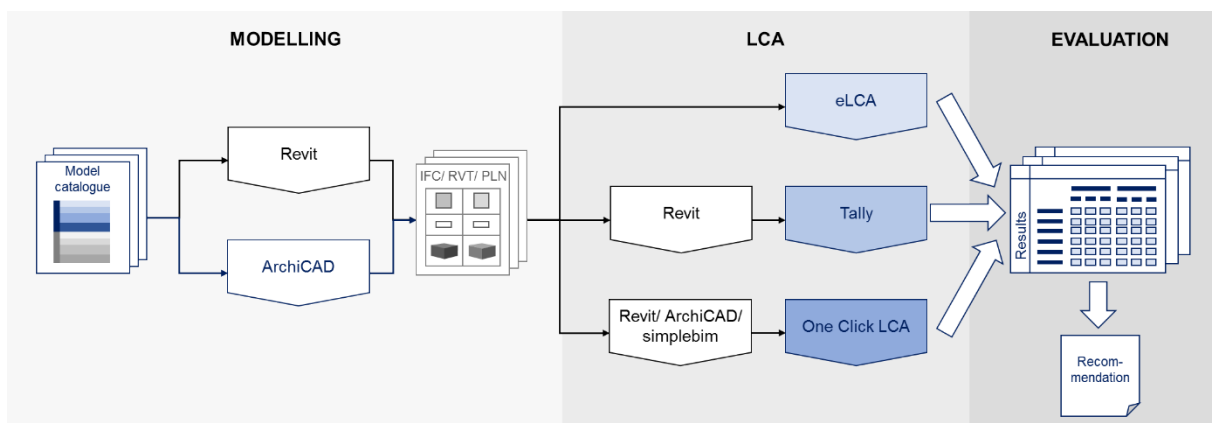 MODELLING
LCA
EVALUATION
Model
catalogue
Revit
ArchiCAD
IFC/ RVT/ PLN
eLCA
Revit
Tally
Revit/ ArchiCAD/
simplebim
One Click LCA
Results
Recom-
mendation